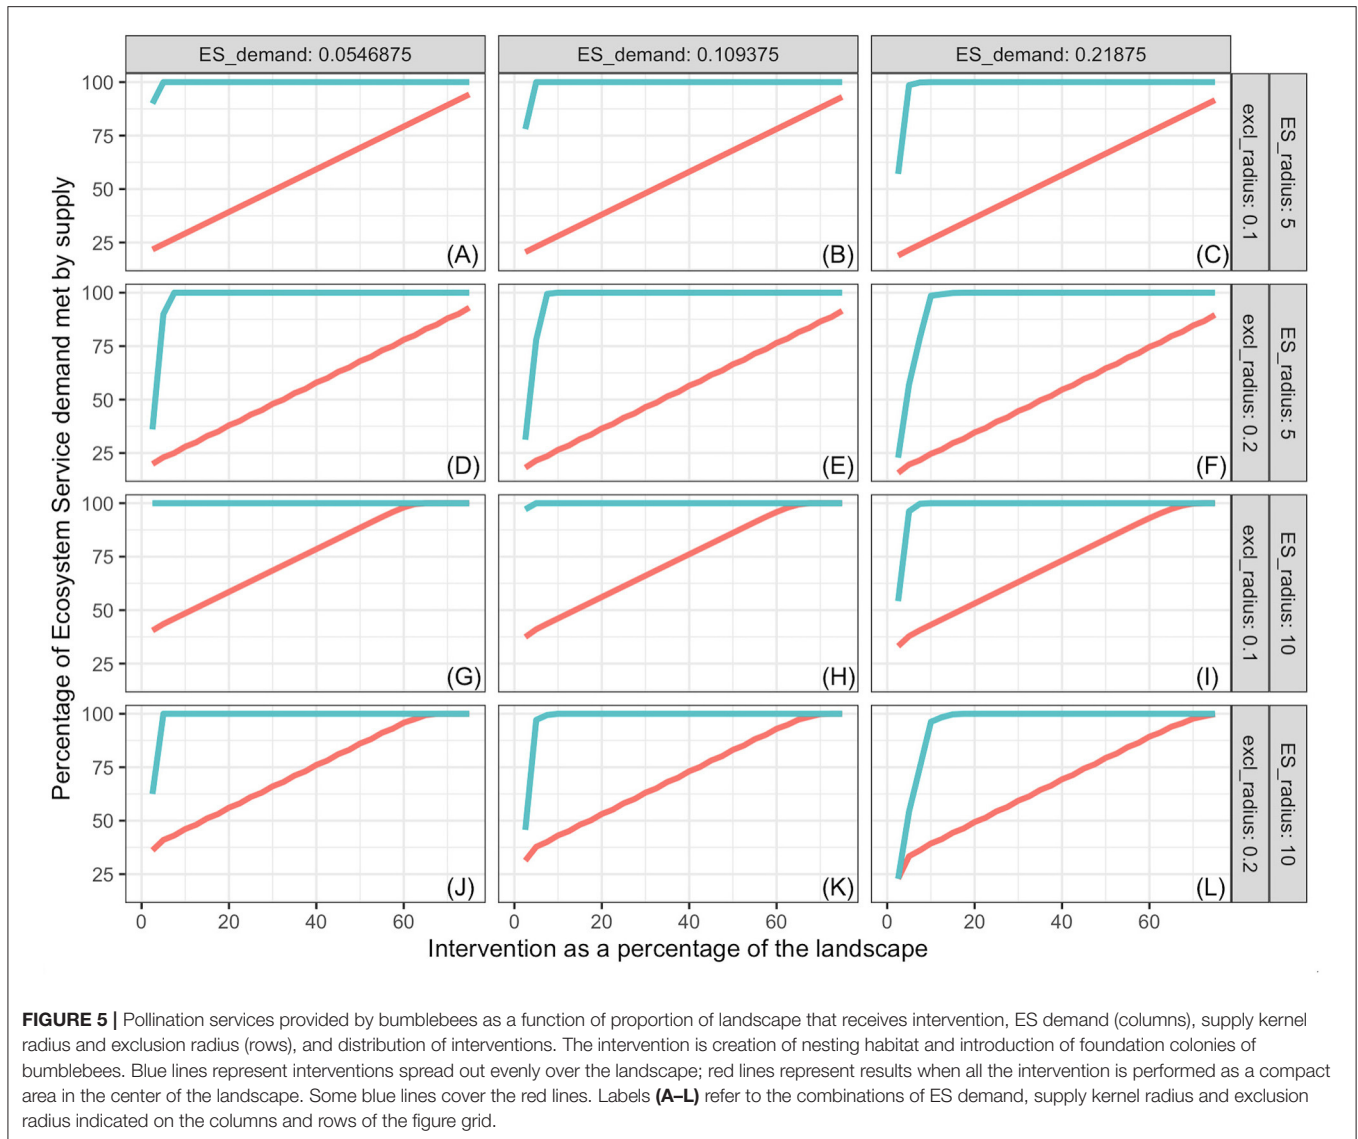 ES_demand: 0.0546875
ES_demand: 0.109375
ES_demand: 0.21875
Percentage of Ecosystem Service demand met by supply
100
75
50
25
(A)
(B)
(C)
excl_radius: 0.1
ES_radius: 5
100
75
50
25
(D)
(E)
(F)
excl_radius: 0.2
ES_radius: 5
100
75
50
25
(G)
(H)
(I)
excl_radius: 0.1
ES_radius: 10
100
75
50
25
(J)
(K)
(L)
excl_radius: 0.2
ES_radius: 10
0 20 40 60
0 20 40 60
0 20 40 60
Intervention as a percentage of the landscape
FIGURE 5 | Pollination services provided by bumblebees as a function of proportion of landscape that receives intervention, ES demand (columns), supply kernel
radius and exclusion radius (rows), and distribution of interventions. The intervention is creation of nesting habitat and introduction of foundation colonies of
bumblebees. Blue lines represent interventions spread out evenly over the landscape; red lines represent results when all the intervention is performed as a compact
area in the center of the landscape. Some blue lines cover the red lines. Labels (A–L) refer to the combinations of ES demand, supply kernel radius and exclusion
radius indicated on the columns and rows of the figure grid.